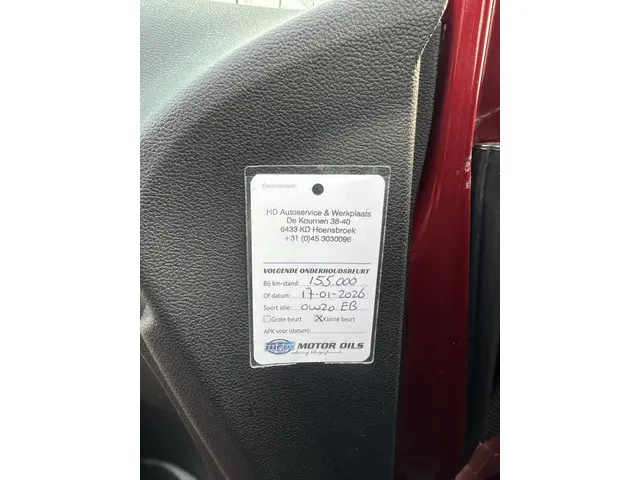 HD Autoservice & Werkplaats
De Koumen 38-40
6433 KD Hoensbroek
+31 (0)45 3030096
VOLGENDE ONDERHOUDSBEURT
Bij km-stand: 155.000
Of datum: 17-01-2026
Soort olie: 0W20 EB
Grote beurt Kleine beurt
APK voor (datum):
MOTOR OILS